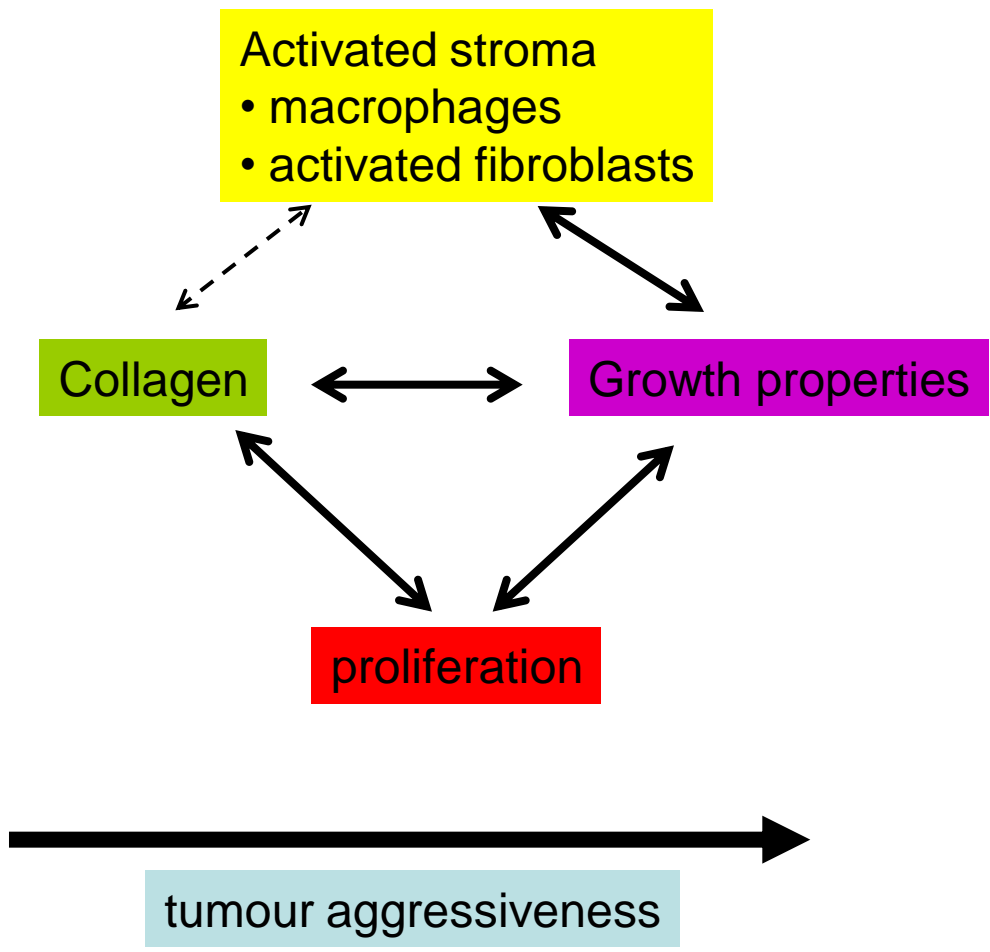 Activated stroma
• macrophages
• activated fibroblasts
Collagen
Growth properties
proliferation
tumour aggressiveness